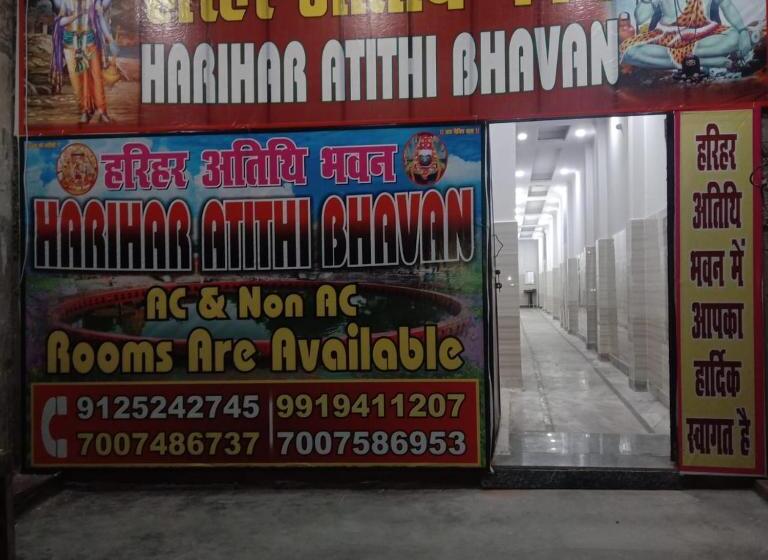 HARIHAR ATITHI BHAVAN
हरिहर अतिथि भवन
HARIHAR ATITHI BHAVAN
AC & Non AC
Rooms Are Available
9125242745 9919411207
7007486737 7007586953
हरिहर
अतिथि
भवन में
आपका
हार्दिक
स्वागत है